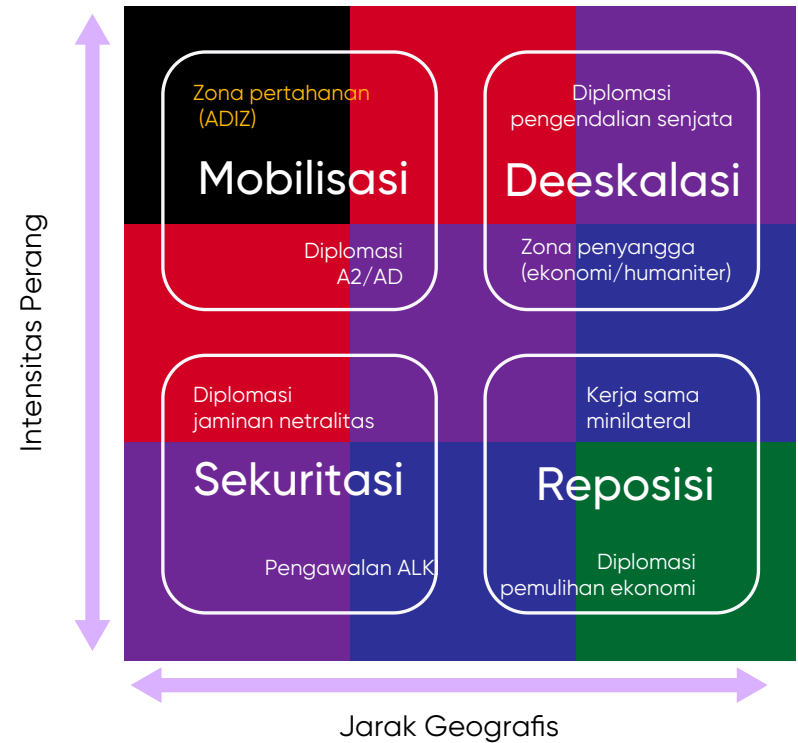 Intensitas Perang
Zona pertahanan
(ADIZ)
Mobilisasi
Diplomasi
A2/AD
Diplomasi
pengendalian senjata
Deeskalasi
Zona penyangga
(ekonomi/humaniter)
Diplomasi
jaminan netralitas
Sekuritasi
Pengawalan ALK
Kerja sama
minilateral
Reposisi
Diplomasi
pemulihan ekonomi
Jarak Geografis